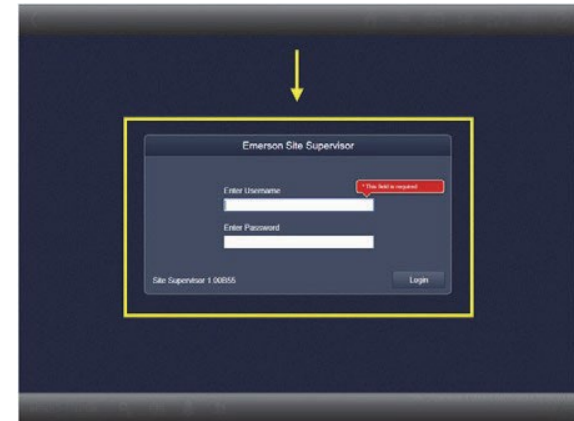 Emerson Site Supervisor
Enter Username
* This field is required
Enter Password
Site Supervisor 1.00B55
Login